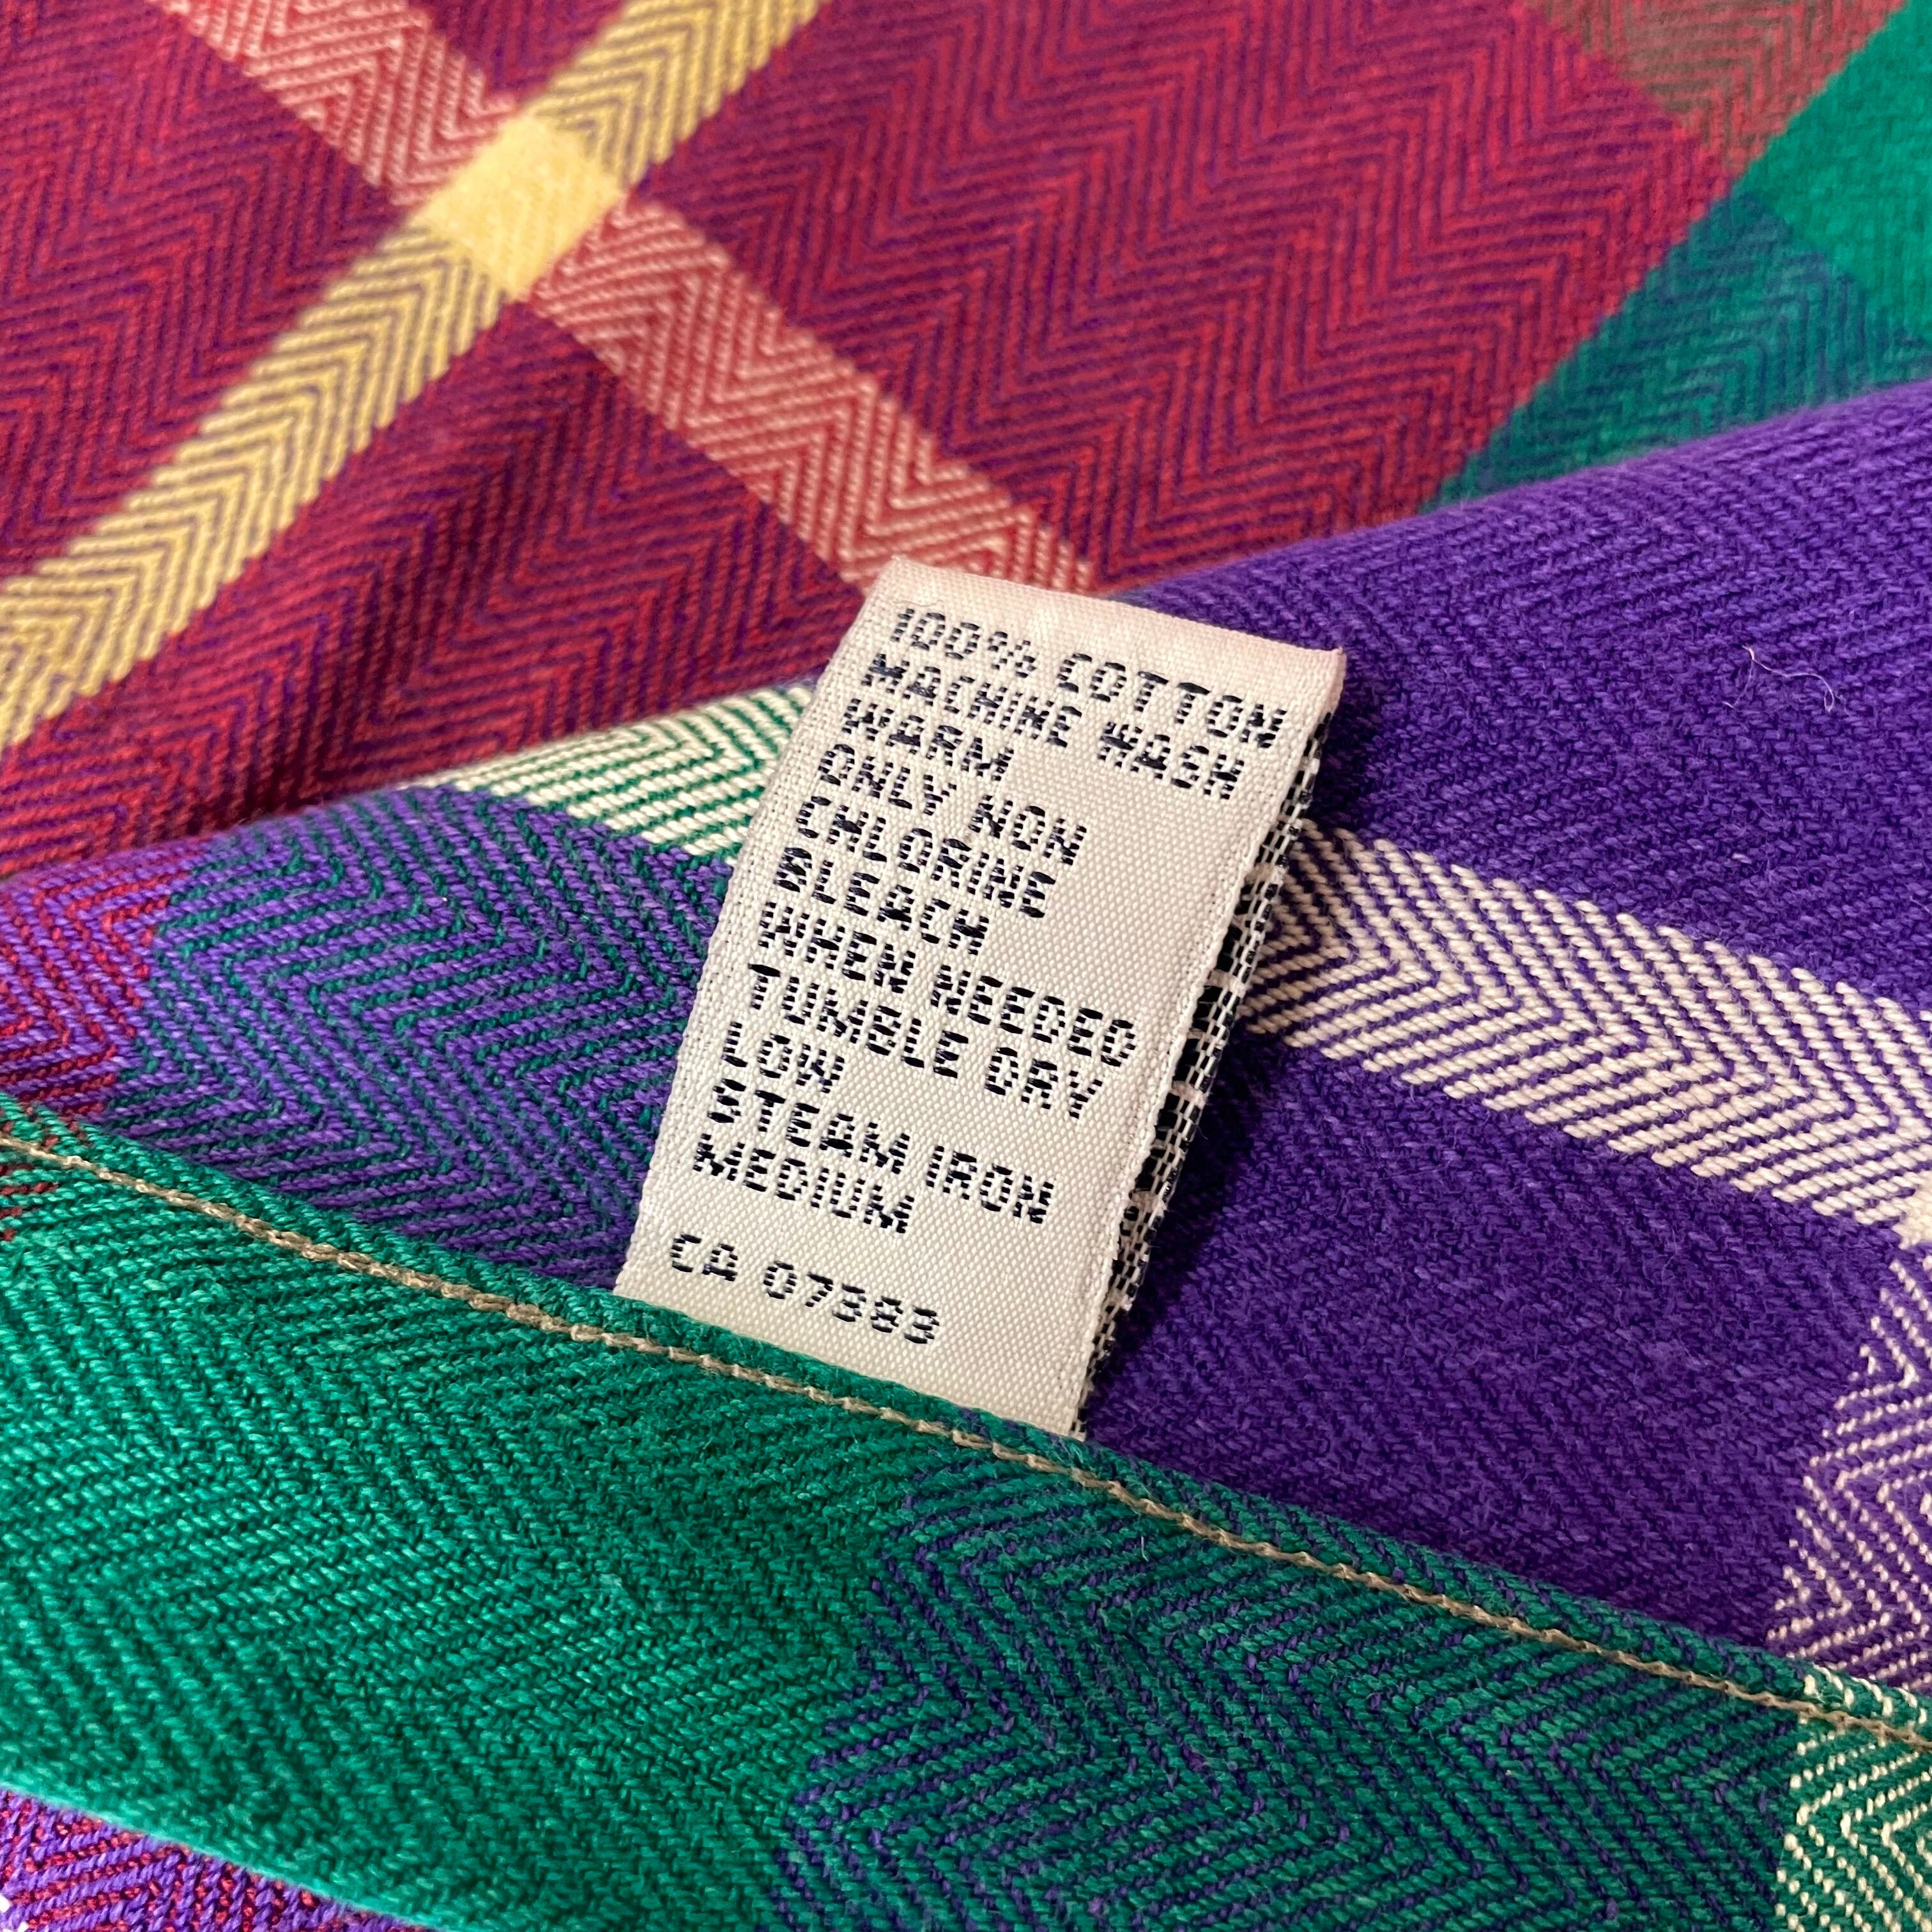 100% COTTON
MACHINE WASH
WARM
ONLY NON
CHLORINE
BLEACH
WHEN NEEDED
TUMBLE DRY
LOW
STEAM IRON
MEDIUM
CA 07383